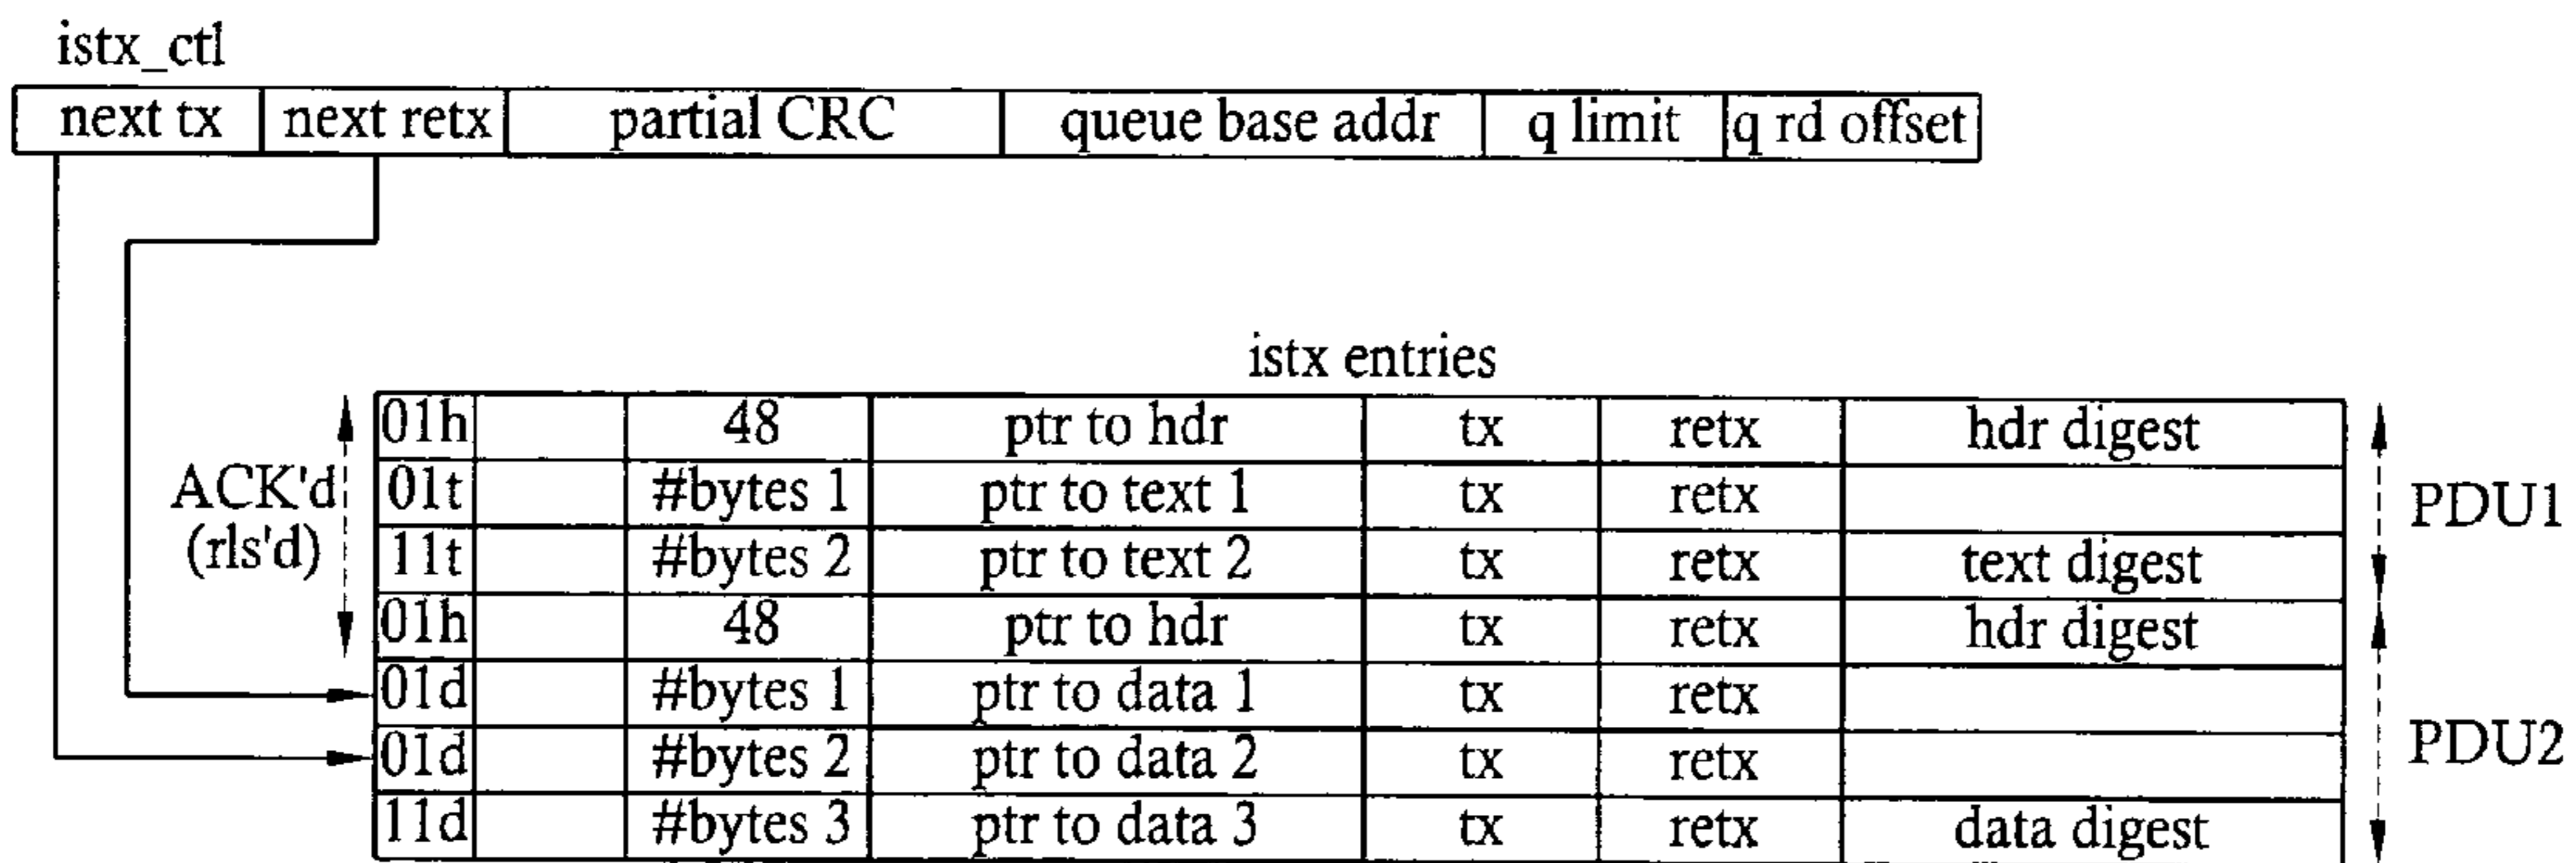 istx_ctl
next tx next retx partial CRC queue base addr q limit q rd offset
istx entries
01h 48 ptr to hdr tx retx hdr digest
01t #bytes 1 ptr to text 1 tx retx
11t #bytes 2 ptr to text 2 tx retx text digest
01h 48 ptr to hdr tx retx hdr digest
01d #bytes 1 ptr to data 1 tx retx
01d #bytes 2 ptr to data 2 tx retx
11d #bytes 3 ptr to data 3 tx retx data digest
ACK'd
(rls'd)
PDU1
PDU2